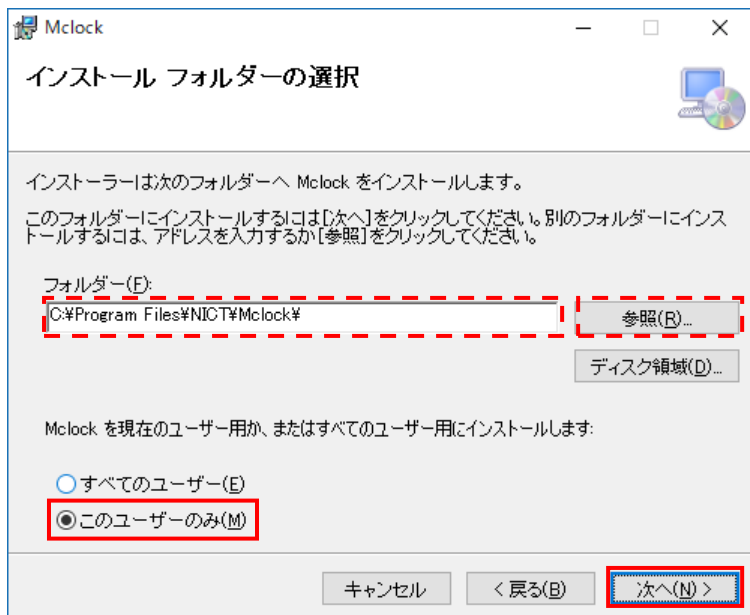 Mclock
インストール フォルダーの選択
インストーラーは次のフォルダーへ Mclock をインストールします。
このフォルダーにインストールするには[次へ]をクリックしてください。別のフォルダーにインス
トールするには、アドレスを入力するか[参照]をクリックしてください。
フォルダー(F):
C:¥Program Files¥NICT¥Mclock¥
参照(R)...
ディスク領域(D)...
Mclock を現在のユーザー用か、またはすべてのユーザー用にインストールします:
すべてのユーザー(E)
このユーザーのみ(M)
キャンセル
< 戻る(B)
次へ(N) >